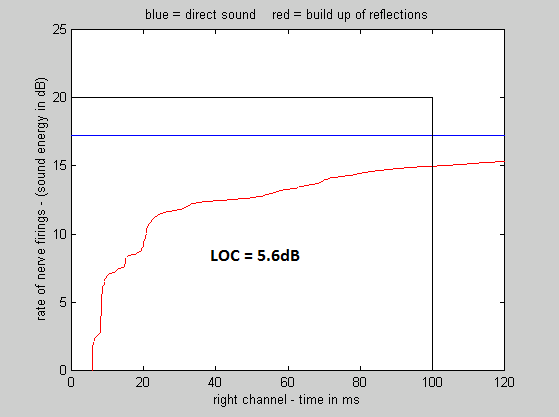 blue = direct sound    red = build up of reflections
25
20
15
10
5
0
rate of nerve firings - (sound energy in dB)
LOC = 5.6dB
0 20 40 60 80 100 120
right channel - time in ms